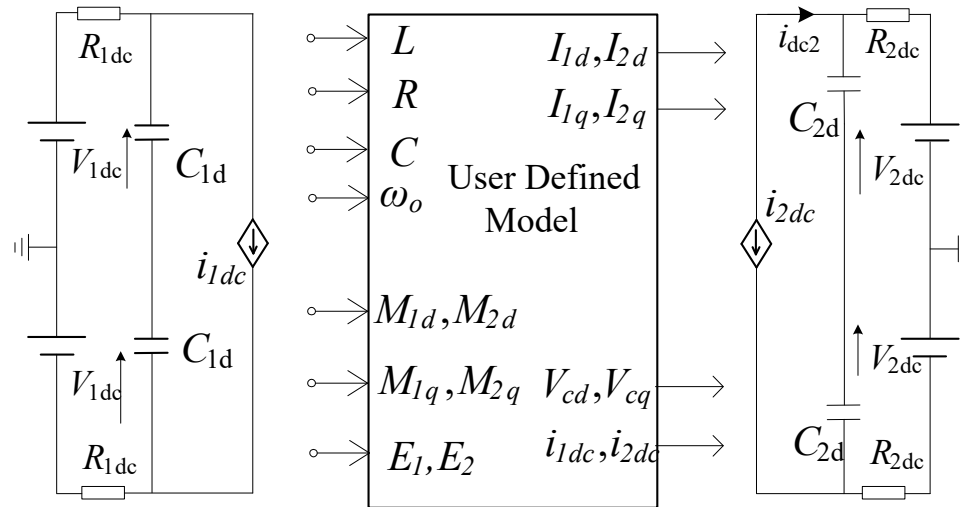 R1dc
V1dc
C1d
i1dc
V1dc
C1d
R1dc
L
R
C
ωo
M1d,M2d
M1q,M2q
E1,E2
User Defined
Model
I1d,I2d
I1q,I2q
Vcd,Vcq
i1dc,i2dc
idc2
R2dc
C2d
V2dc
i2dc
V2dc
C2d
R2dc